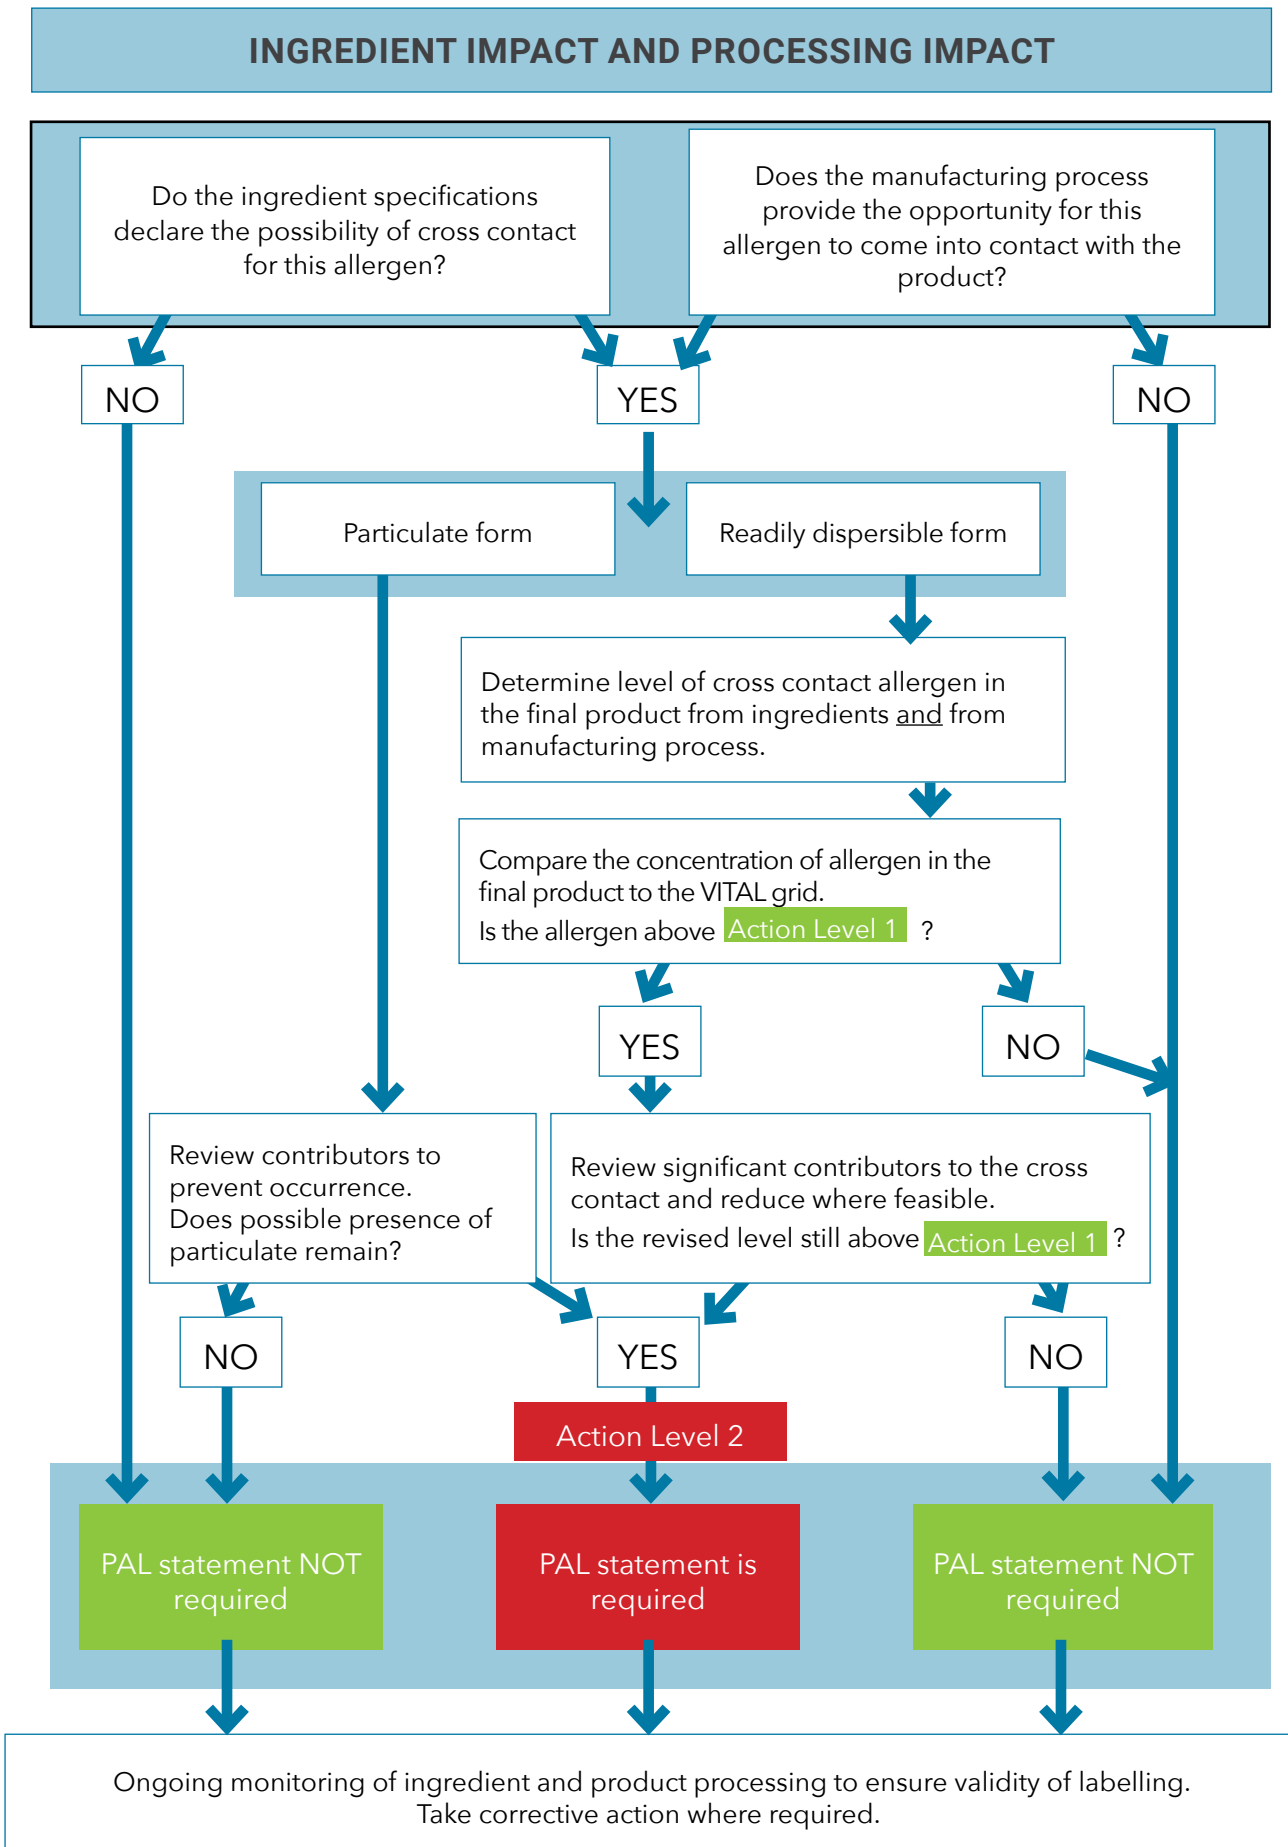 INGREDIENT IMPACT AND PROCESSING IMPACT
Do the ingredient specifications
declare the possibility of cross contact
for this allergen?
Does the manufacturing process
provide the opportunity for this
allergen to come into contact with the
product?
NO
YES
NO
Particulate form
Readily dispersible form
Determine level of cross contact allergen in
the final product from ingredients and from
manufacturing process.
Compare the concentration of allergen in the
final product to the VITAL grid.
Is the allergen above Action Level 1 ?
YES
NO
Review contributors to
prevent occurrence.
Does possible presence of
particulate remain?
Review significant contributors to the cross
contact and reduce where feasible.
Is the revised level still above Action Level 1 ?
NO
YES
NO
Action Level 2
PAL statement NOT
required
PAL statement is
required
PAL statement NOT
required
Ongoing monitoring of ingredient and product processing to ensure validity of labelling.
Take corrective action where required.